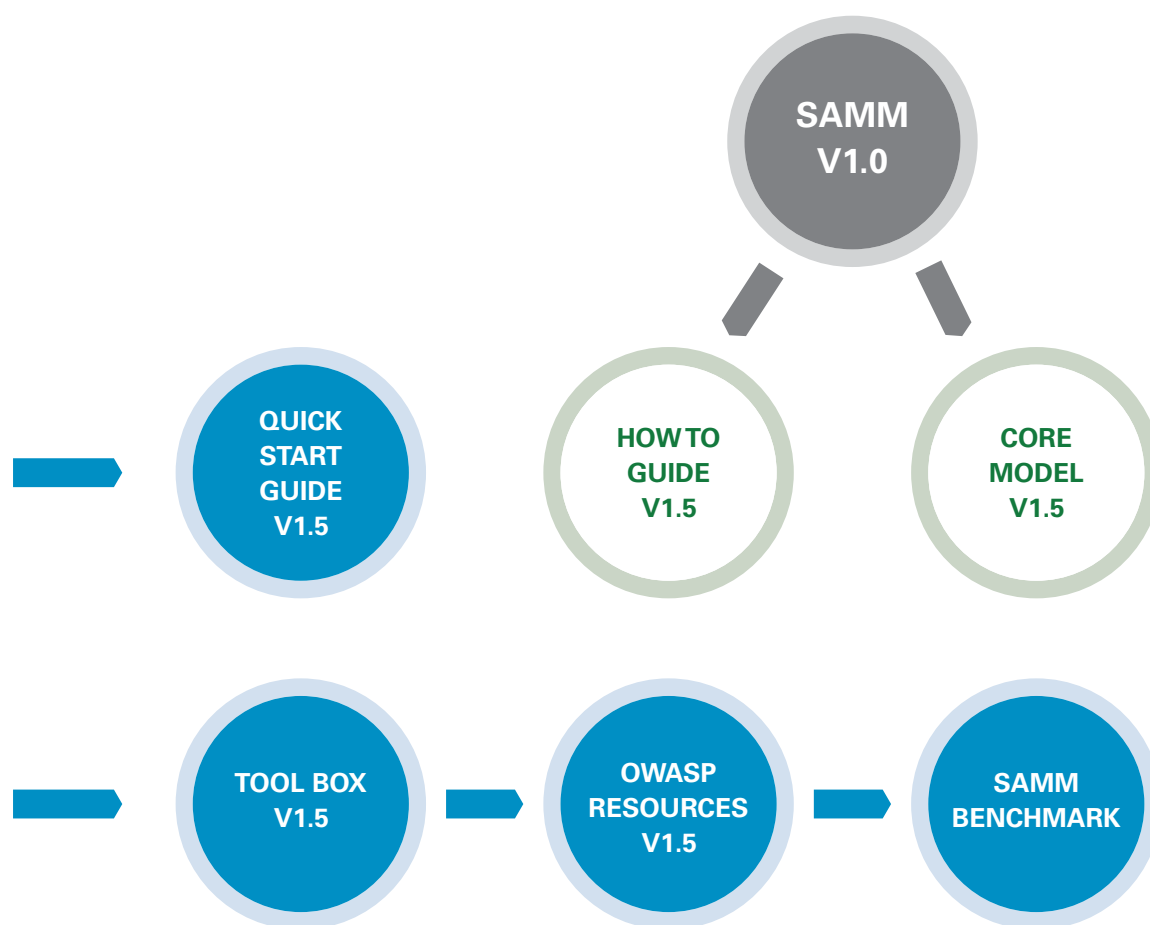 SAMM
V1.0
QUICK
START
GUIDE
V1.5
HOW TO
GUIDE
V1.5
CORE
MODEL
V1.5
TOOL BOX
V1.5
OWASP
RESOURCES
V1.5
SAMM
BENCHMARK